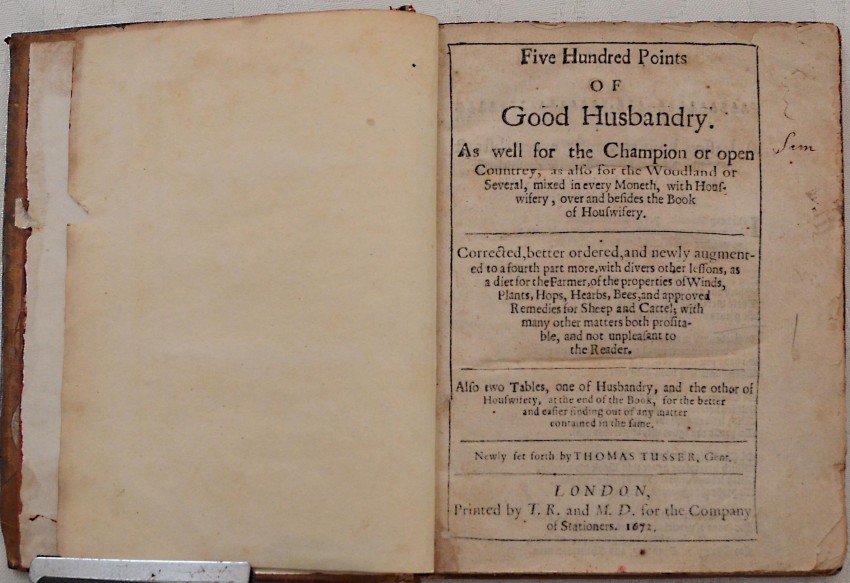 Five Hundred Points
OF
Good Husbandry.
As well for the Champion or open
Countrey, as alſo for the Woodland or
Several, mixed in every Moneth, with Houſ-
wifery, over and beſides the Book
of Houſwifery.
Corrected, better ordered, and newly augment-
ed to a fourth part more, with divers other leſſons, as
a diet for the Farmer, of the properties of Winds,
Plants, Hops, Hearbs, Bees, and approved
Remedies for Sheep and Cattel; with
many other matters both profita-
ble, and not unpleaſant to
the Reader.
Alſo two Tables, one of Husbandry, and the other of
Houſwifery, at the end of the Book, for the better
and eaſier finding out of any matter
contained in the ſame.
Newly ſet forth by THOMAS TUSSER, Gent.
LONDON,
Printed by T. R. and M. D. for the Company
of Stationers. 1672.